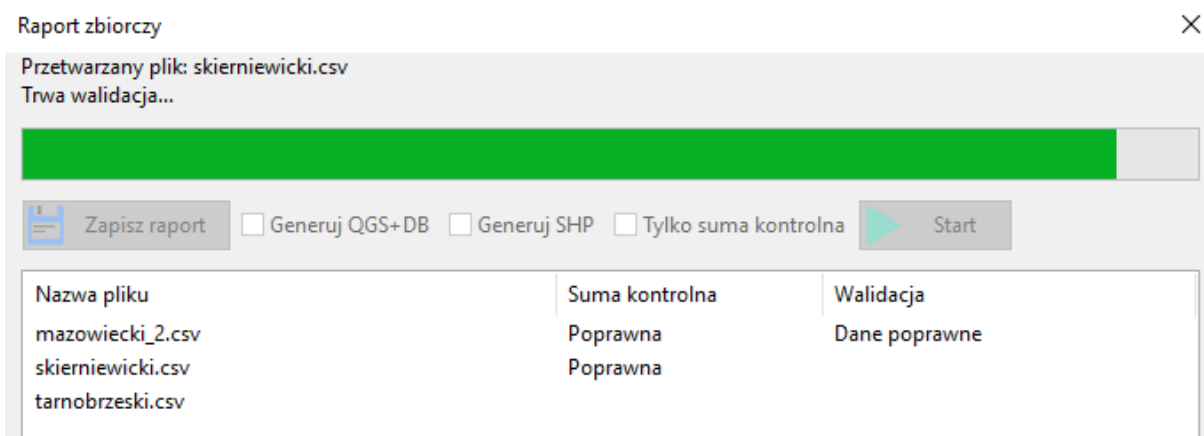 Raport zbiorczy
Przetwarzany plik: skierniewicki.csv
Trwa walidacja...
Zapisz raport Generuj QGS+DB Generuj SHP Tylko suma kontrolna Start
Nazwa pliku Suma kontrolna Walidacja
mazowiecki_2.csv Poprawna Dane poprawne
skierniewicki.csv Poprawna
tarnobrzeski.csv